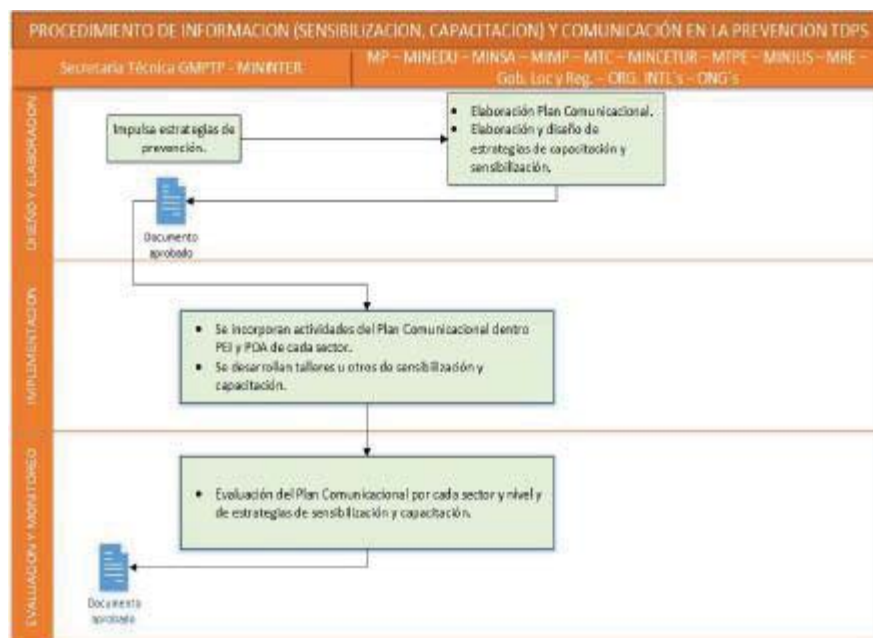 PROCEDIMIENTO DE INFORMACION (SENSIBILIZACION, CAPACITACION) Y COMUNICACIÓN EN LA PREVENCION TDPS
Secretaria Técnica GMPTP - MININTER
MP – MINEDU – MINSA – MIMP – MTC – MINCETUR – MTPE – MINJUS – MRE –
Gob. Loc y Reg. – ORG. INTL´s – ONG´s
DISEÑO Y ELABORACION
Impulsa estrategias de
prevención.
• Elaboración Plan Comunicacional.
• Elaboración y diseño de
estrategias de capacitación y
sensibilización.
Documento
aprobado
IMPLEMENTACION
• Se incorporan actividades del Plan Comunicacional dentro
PEI y POA de cada sector.
• Se desarrollan talleres u otros de sensibilización y
capacitación.
EVALUACION Y MONITOREO
• Evaluación del Plan Comunicacional por cada sector y nivel y
de estrategias de sensibilización y capacitación.
Documento
aprobado